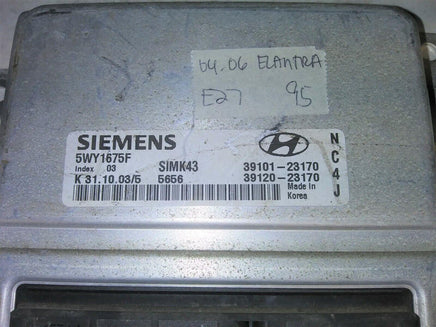 04.06 ELANTRA
E27 95
SIEMENS
5WY1675F
Index 03 SIMK43 39101-23170
K 31.10.03/5 5656 39120-23170
Made In
Korea
NC4J